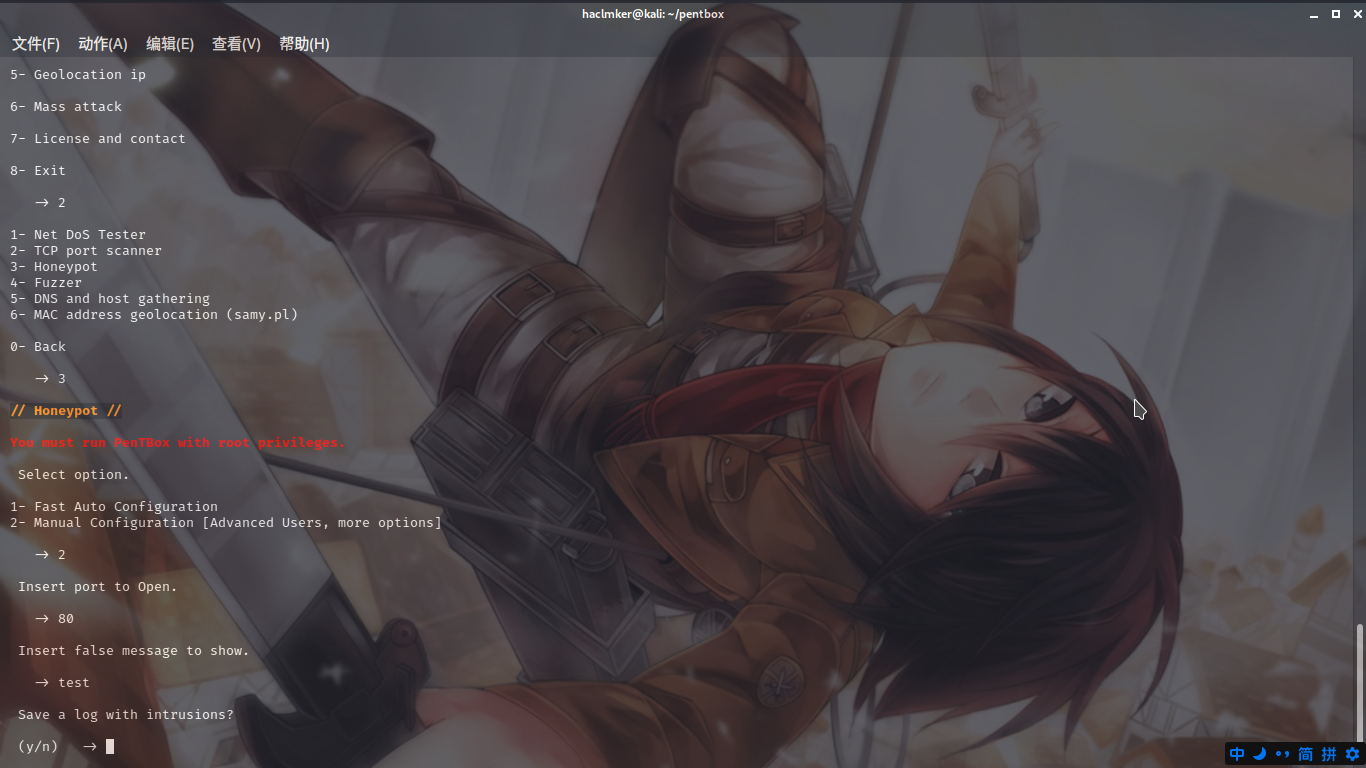 haclmker@kali: ~/pentbox
文件(F) 动作(A) 编辑(E) 查看(V) 帮助(H)
5- Geolocation ip
6- Mass attack
7- License and contact
8- Exit
-> 2
1- Net DoS Tester
2- TCP port scanner
3- Honeypot
4- Fuzzer
5- DNS and host gathering
6- MAC address geolocation (samy.pl)
0- Back
-> 3
// Honeypot //
You must run PenTBox with root privileges.
Select option.
1- Fast Auto Configuration
2- Manual Configuration [Advanced Users, more options]
-> 2
Insert port to Open.
-> 80
Insert false message to show.
-> test
Save a log with intrusions?
(y/n) ->
中 简 拼